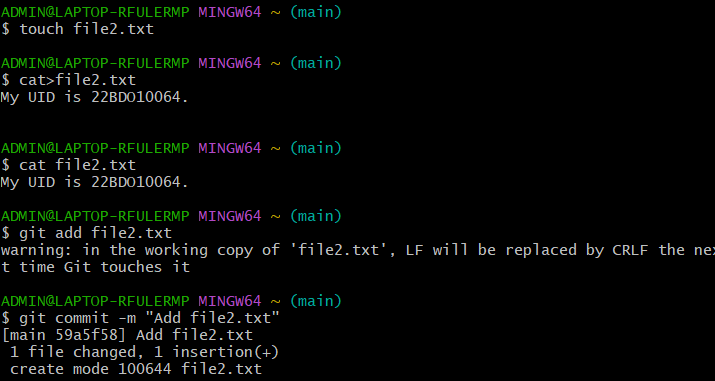 ADMIN@LAPTOP-RFULERMP MINGW64 ~ (main)
$ touch file2.txt
ADMIN@LAPTOP-RFULERMP MINGW64 ~ (main)
$ cat>file2.txt
My UID is 22BDO10064.
ADMIN@LAPTOP-RFULERMP MINGW64 ~ (main)
$ cat file2.txt
My UID is 22BDO10064.
ADMIN@LAPTOP-RFULERMP MINGW64 ~ (main)
$ git add file2.txt
warning: in the working copy of 'file2.txt', LF will be replaced by CRLF the nex
t time Git touches it
ADMIN@LAPTOP-RFULERMP MINGW64 ~ (main)
$ git commit -m "Add file2.txt"
[main 59a5f58] Add file2.txt
 1 file changed, 1 insertion(+)
 create mode 100644 file2.txt